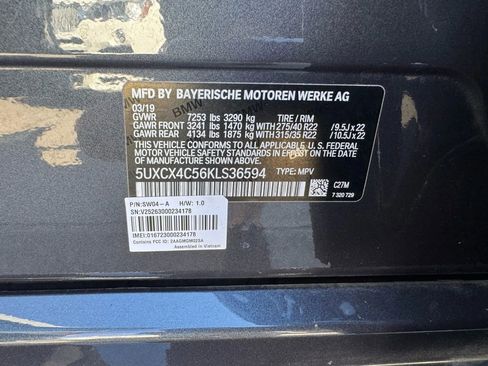 MFD BY BAYERISCHE MOTOREN WERKE AG
03/19
GVWR 7253 lbs 3290 kg TIRE / RIM
GAWR FRONT 3241 lbs 1470 kg WITH 275/40 R22 /9.5J x 22
GAWR REAR 4134 lbs 1875 kg WITH 315/35 R22 /10.5J x 22
THIS VEHICLE CONFORMS TO ALL APPLICABLE
U.S. FEDERAL MOTOR VEHICLE SAFETY STANDARDS
IN EFFECT ON THE DATE OF MANUFACTURE SHOWN
ABOVE.
5UXCX4C56KLS36594 TYPE: MPV
C27M
7 320 729
P/N: SW04-A H/W: 1.0
SN: V25263000234178
IMEI: 016723000234178
Contains FCC ID: 2AAGMGM02SA
Assembled in Vietnam